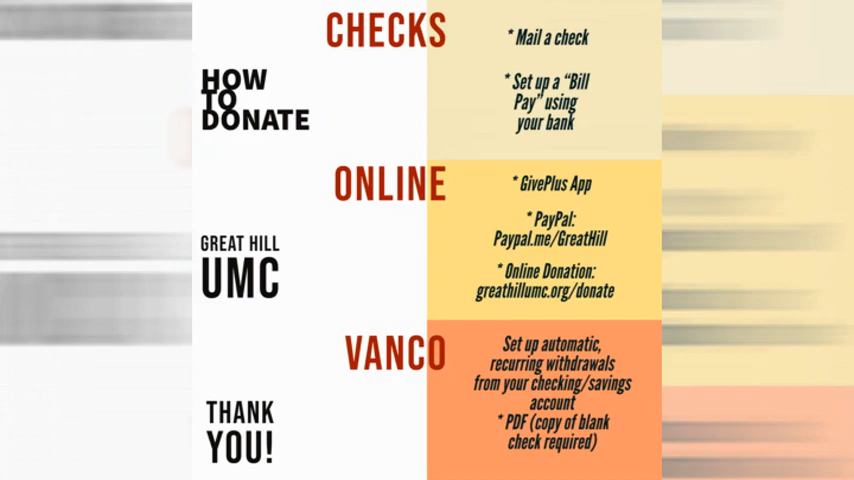 CHECKS
* Mail a check
HOW
TO
DONATE
* Set up a “Bill
Pay” using
your bank
ONLINE
* GivePlus App
* PayPal:
Paypal.me/GreatHill
GREAT HILL
UMC
* Online Donation:
greathillumc.org/donate
VANCO
Set up automatic,
recurring withdrawals
from your checking/savings
account
* PDF (copy of blank
check required)
THANK
YOU!